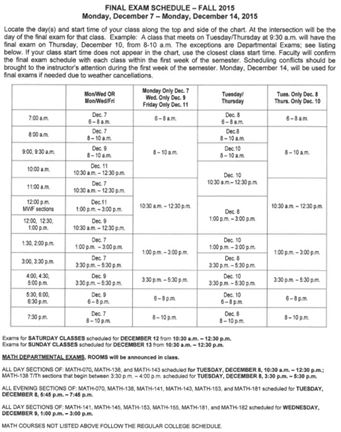 FINAL EXAM SCHEDULE – FALL 2015
Monday, December 7 – Monday, December 14, 2015
Locate the day(s) and start time of your class along the top and side of the chart. At the intersection will be the
day of the final exam for that class. Example: A class that meets on Tuesday/Thursday at 9:30 a.m. will have the
final exam on Thursday, December 10, from 8-10 a.m. The exceptions are Departmental Exams; see listing
below. If your class start time does not appear in the chart, use the closest class start time. Faculty will confirm
the final exam schedule with each class within the first week of the semester. Scheduling conflicts should be
brought to the instructor's attention during the first week of the semester. Monday, December 14, will be used for
final exams if needed due to weather cancellations.
Mon/Wed OR Mon/Wed/Fri
Monday Only Dec. 7 Wed. Only Dec. 9 Friday Only Dec. 11
Tuesday/ Thursday
Tues. Only Dec. 8 Thurs. Only Dec. 10
7:00 a.m. Dec. 7 6 – 8 a.m. 6 – 8 a.m. Dec. 8 6 – 8 a.m. 6 – 8 a.m.
8:00 a.m. Dec. 7 8 – 10 a.m. Dec. 8 8 – 10 a.m.
9:00, 9:30 a.m. Dec. 9 8 – 10 a.m. 8 – 10 a.m. Dec.10 8 – 10 a.m. 8 – 10 a.m.
10:00 a.m. Dec. 11 10:30 a.m. – 12:30 p.m.
Dec. 10 10:30 a.m. – 12:30 p.m.
11:00 a.m. Dec. 7 10:30 a.m. – 12:30 p.m.
12:00 p.m. MWF sections Dec.11 1:00 p.m. – 3:00 p.m. 10:30 a.m. – 12:30 p.m. Dec. 8 1:00 p.m. – 3:00 p.m. 10:30 a.m. – 12:30 p.m.
12:00, 12:30, 1:00 p.m. Dec. 9 10:30 a.m. – 12:30 p.m.
1:30, 2:00 p.m. Dec. 7 1:00 p.m. – 3:00 p.m. 1:00 p.m. – 3:00 p.m. Dec. 10 1:00 p.m. – 3:00 p.m. 1:00 p.m. – 3:00 p.m.
3:00, 3:30 p.m. Dec. 7 3:30 p.m. – 5:30 p.m. Dec. 8 3:30 p.m. – 5:30 p.m.
4:00, 4:30, 5:00 p.m. Dec. 9 3:30 p.m. – 5:30 p.m. 3:30 p.m. – 5:30 p.m. Dec. 10 3:30 p.m. – 5:30 p.m. 3:30 p.m. – 5:30 p.m.
5:30, 6:00, 6:30 p.m. Dec. 9 6 – 8 p.m. 6 – 8 p.m. Dec. 10 6 – 8 p.m. 6 – 8 p.m.
7:30 p.m. Dec. 7 8 – 10 p.m. 8 – 10 p.m. Dec. 8 8 – 10 p.m. 8 – 10 p.m.
Exams for SATURDAY CLASSES scheduled for DECEMBER 12 from 10:30 a.m. – 12:30 p.m.
Exams for SUNDAY CLASSES scheduled for DECEMBER 13 from 10:30 a.m. – 12:30 p.m.
MATH DEPARTMENTAL EXAMS, ROOMS will be announced in class.
ALL DAY SECTIONS OF: MATH-070, MATH-138, and MATH-143 scheduled for TUESDAY, DECEMBER 8, 10:30 a.m. – 12:30 p.m.;
MATH-138 T/Th sections that begin between 3:30 p.m. – 4:00 p.m. scheduled for TUESDAY, DECEMBER 8, 3:30 p.m. – 5:30 p.m.
ALL EVENING SECTIONS OF: MATH-070, MATH-138, MATH-141, MATH-143, MATH-153, and MATH-181 scheduled for TUESDAY,
DECEMBER 8, 5:45 p.m. – 7:45 p.m.
ALL DAY SECTIONS OF: MATH-141, MATH-145, MATH-153, MATH-155, MATH-181, and MATH-182 scheduled for WEDNESDAY,
DECEMBER 9, 1:00 p.m. – 3:00 p.m.
MATH COURSES NOT LISTED ABOVE FOLLOW THE REGULAR COLLEGE SCHEDULE.